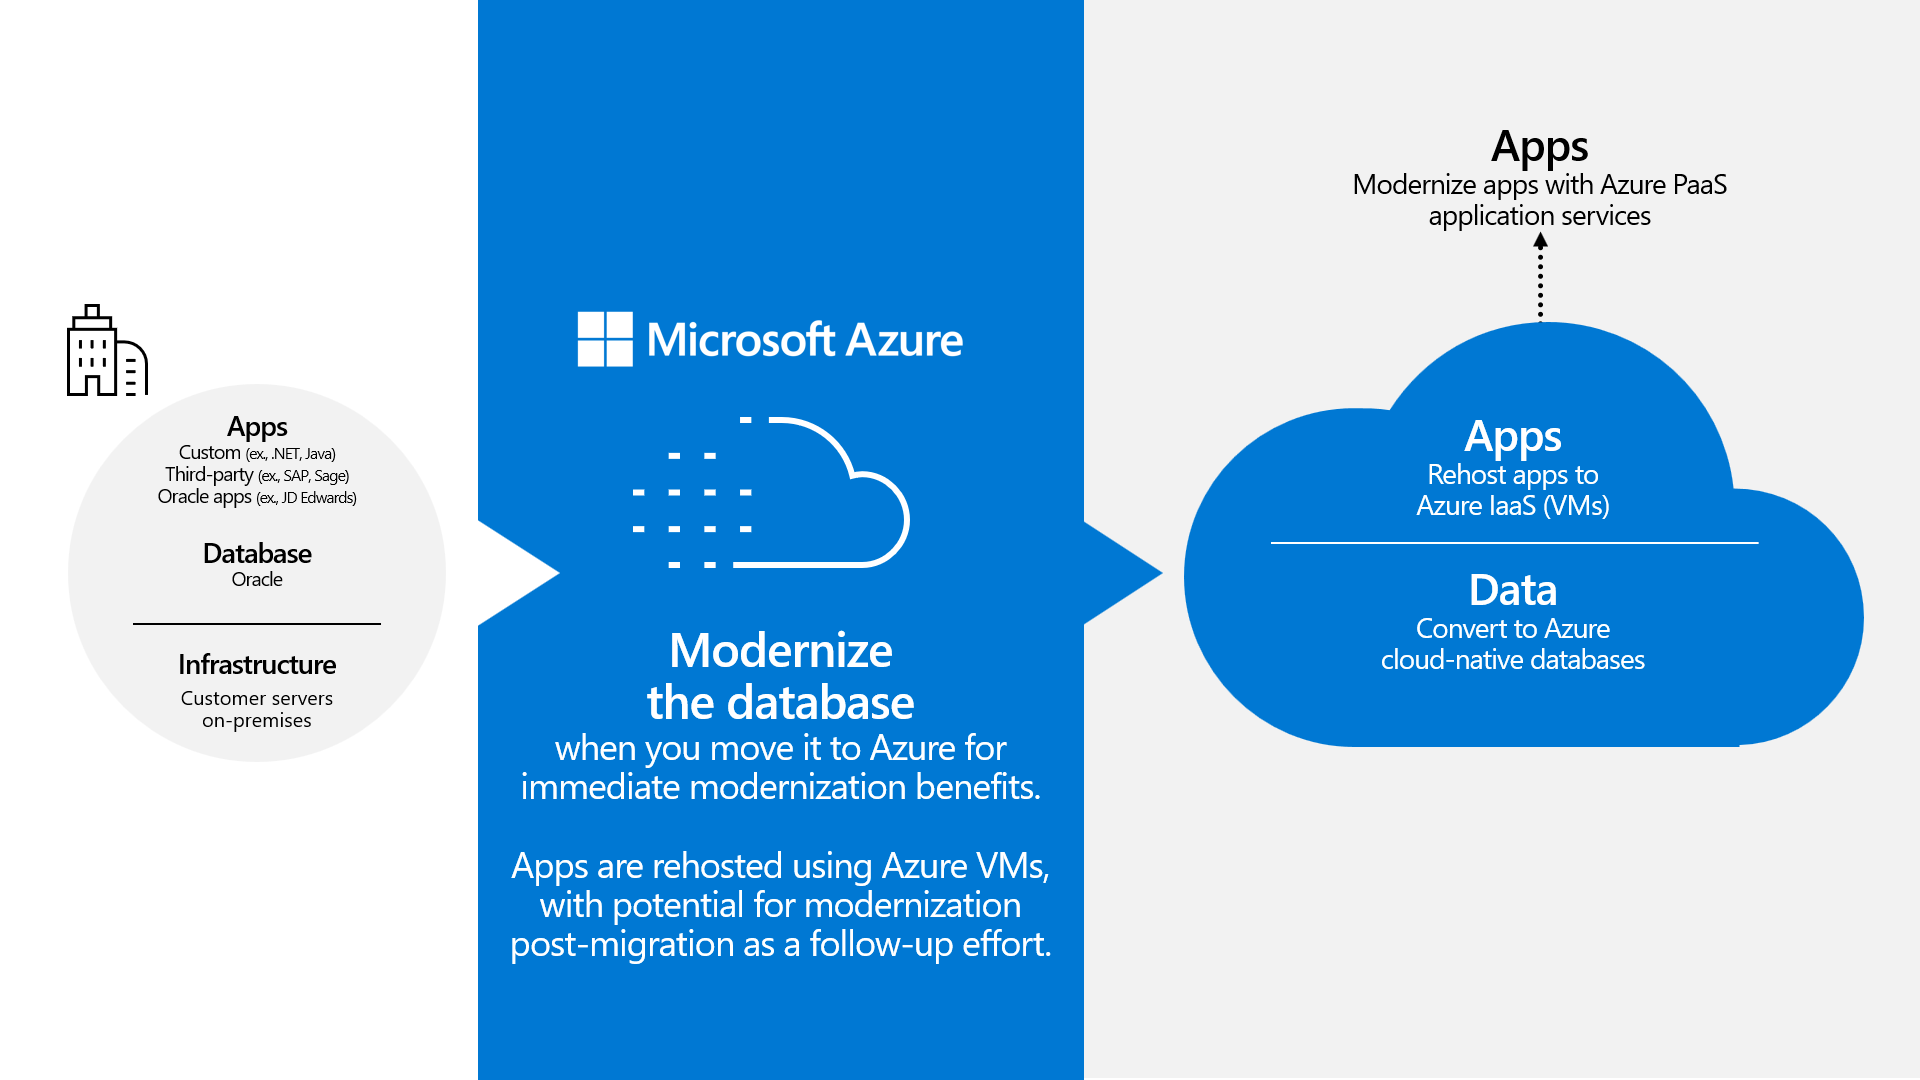 Apps
Custom (ex., .NET, Java)
Third-party (ex., SAP, Sage)
Oracle apps (ex., JD Edwards)
Database
Oracle
Infrastructure
Customer servers
on-premises
Microsoft Azure
Modernize
the database
when you move it to Azure for
immediate modernization benefits.
Apps are rehosted using Azure VMs,
with potential for modernization
post-migration as a follow-up effort.
Apps
Modernize apps with Azure PaaS
application services
Apps
Rehost apps to
Azure IaaS (VMs)
Data
Convert to Azure
cloud-native databases